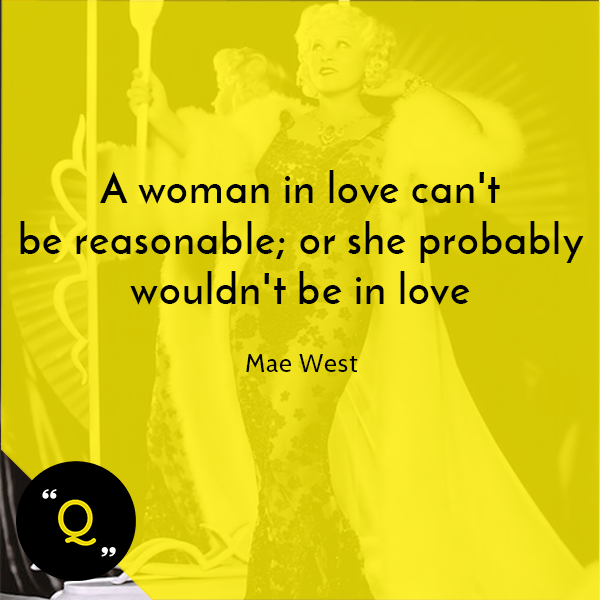 A woman in love can't
be reasonable; or she probably
wouldn't be in love
Mae West
“Q„